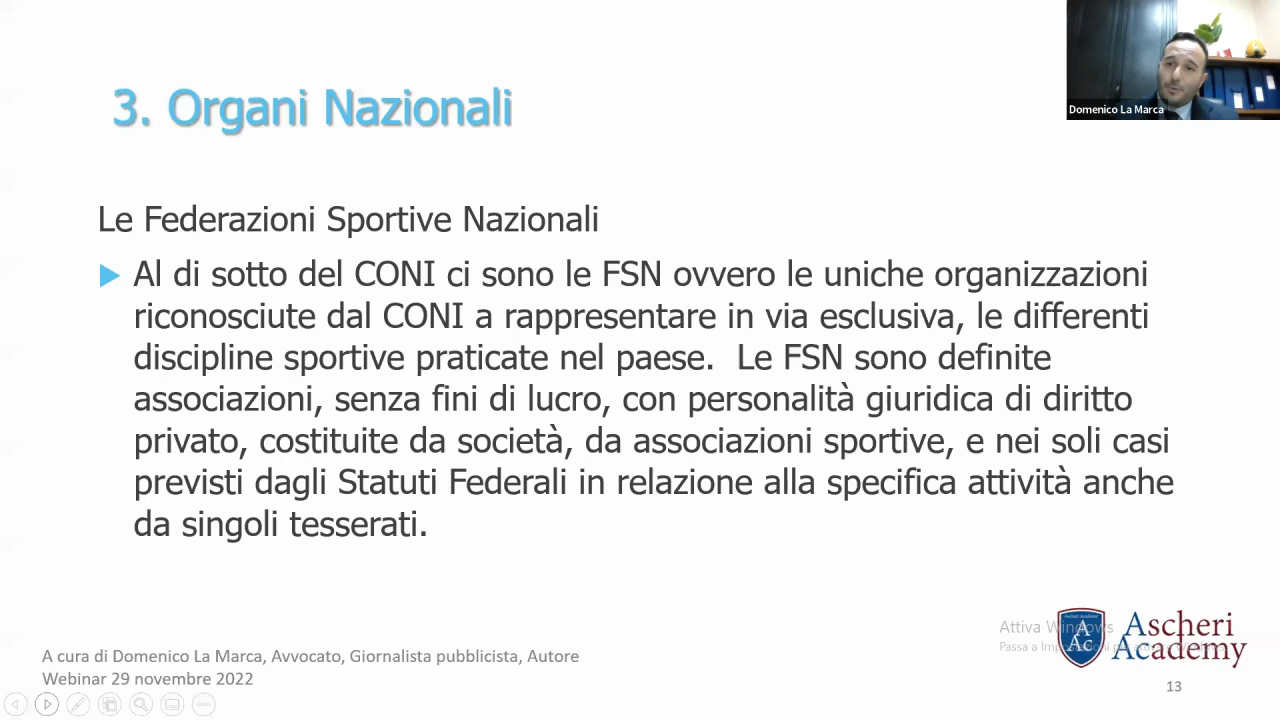 3. Organi Nazionali
Domenico La Marca
Le Federazioni Sportive Nazionali
Al di sotto del CONI ci sono le FSN ovvero le uniche organizzazioni
riconosciute dal CONI a rappresentare in via esclusiva, le differenti
discipline sportive praticate nel paese. Le FSN sono definite
associazioni, senza fini di lucro, con personalità giuridica di diritto
privato, costituite da società, da associazioni sportive, e nei soli casi
previsti dagli Statuti Federali in relazione alla specifica attività anche
da singoli tesserati.
Attiva Windows
Passa a
A Ac
Ascheri
Academy
A cura di Domenico La Marca, Avvocato, Giornalista pubblicista, Autore
Webinar 29 novembre 2022
13